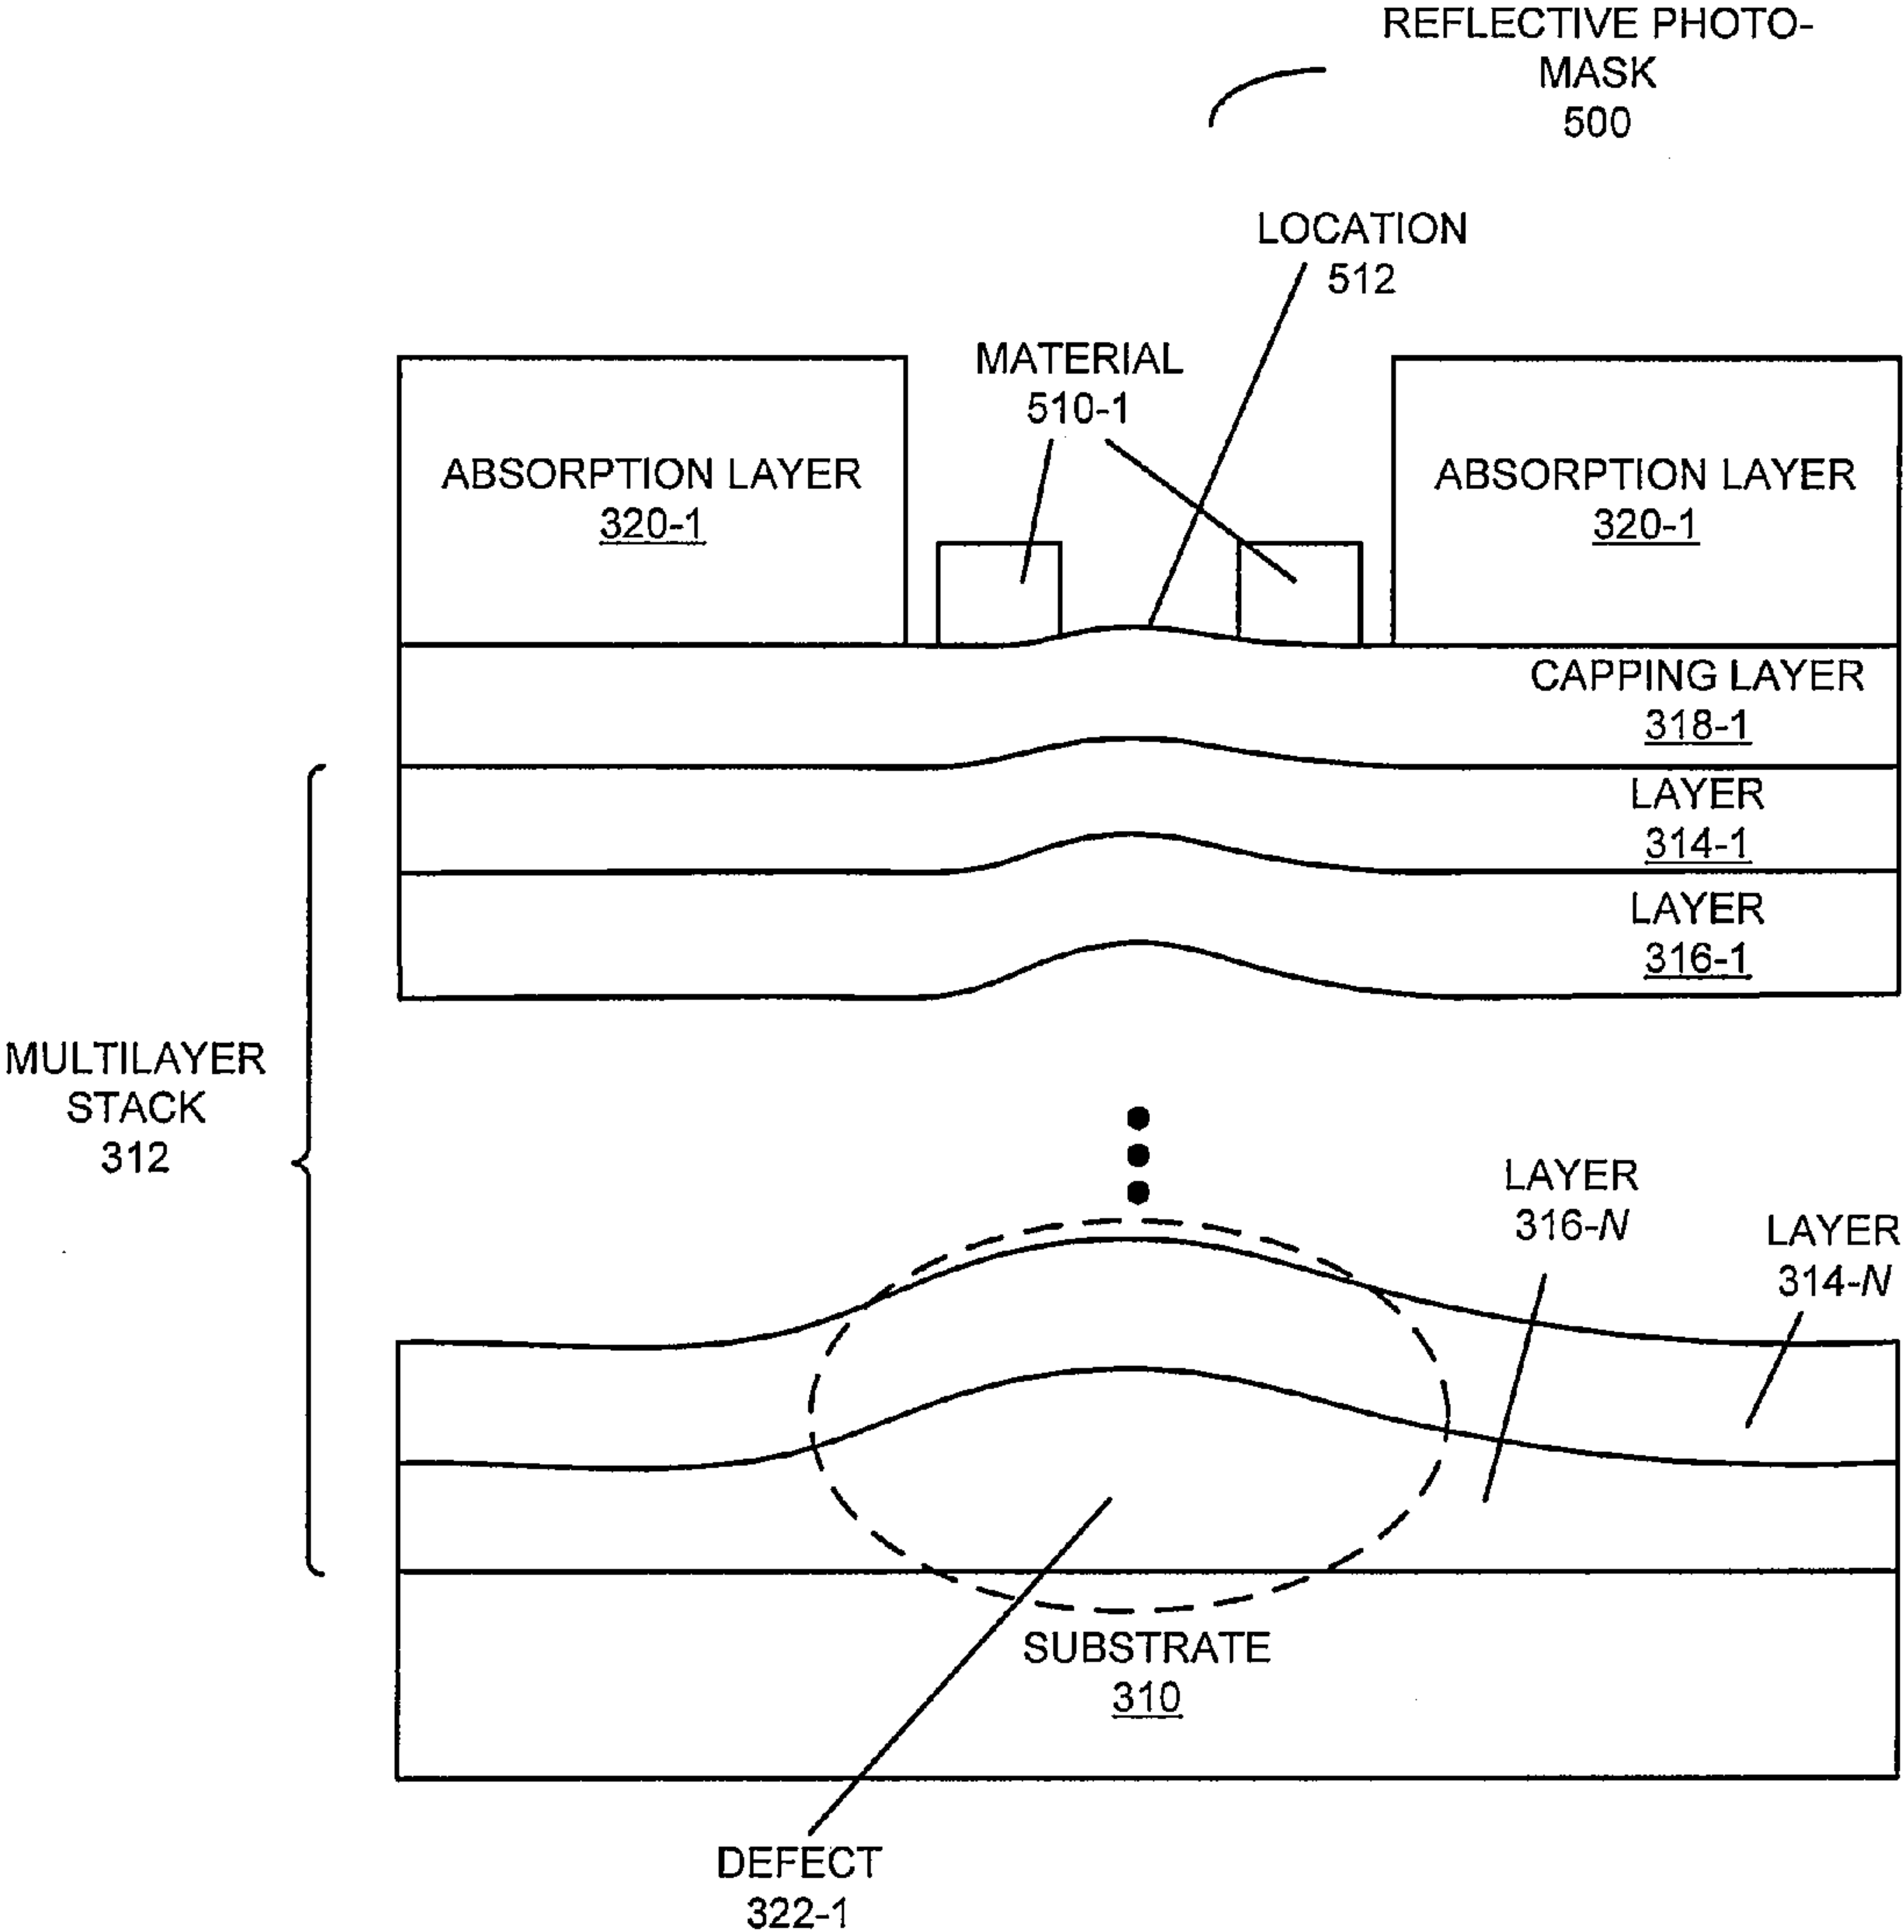 REFLECTIVE PHOTO-
MASK
500
LOCATION
512
MATERIAL
510-1
ABSORPTION LAYER
320-1
ABSORPTION LAYER
320-1
CAPPING LAYER
318-1
LAYER
314-1
LAYER
316-1
MULTILAYER
STACK
312
LAYER
316-N
LAYER
314-N
SUBSTRATE
310
DEFECT
322-1